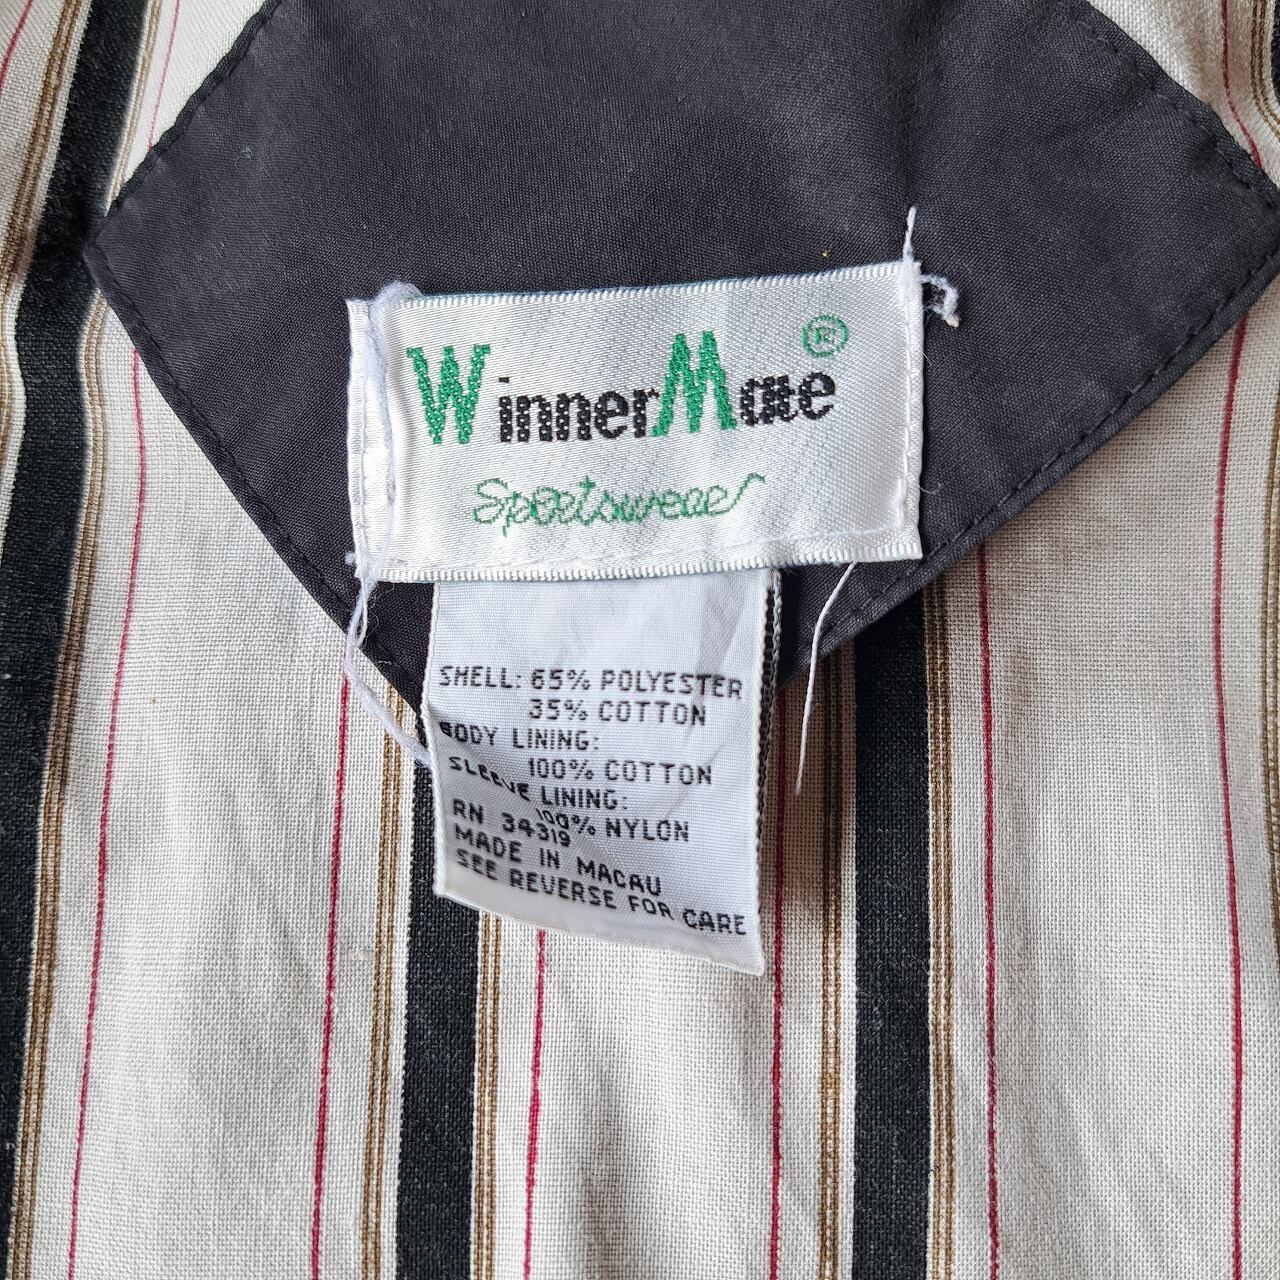 WinnerMate ®
Sportswear
SHELL: 65% POLYESTER
35% COTTON
BODY LINING:
100% COTTON
SLEEVE LINING:
100% NYLON
RN 34319
MADE IN MACAU
SEE REVERSE FOR CARE